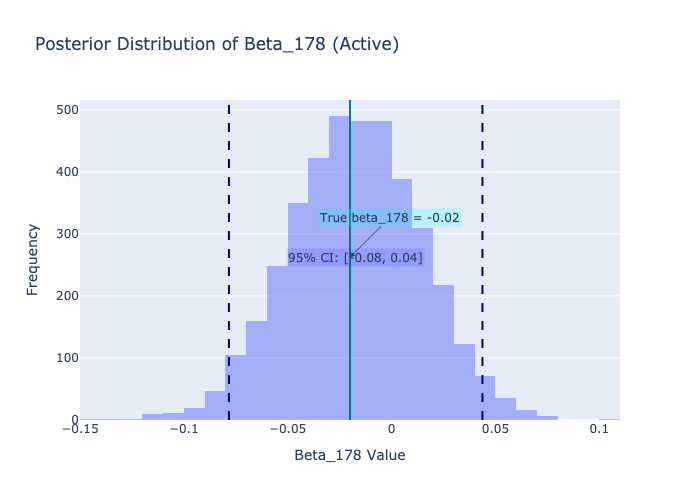 Posterior Distribution of Beta_178 (Active)
500
400
True beta_178 = -0.02
300
95% CI: [-0.08, 0.04]
200
100
0
−0.15 −0.1 −0.05 0 0.05 0.1
Frequency
Beta_178 Value